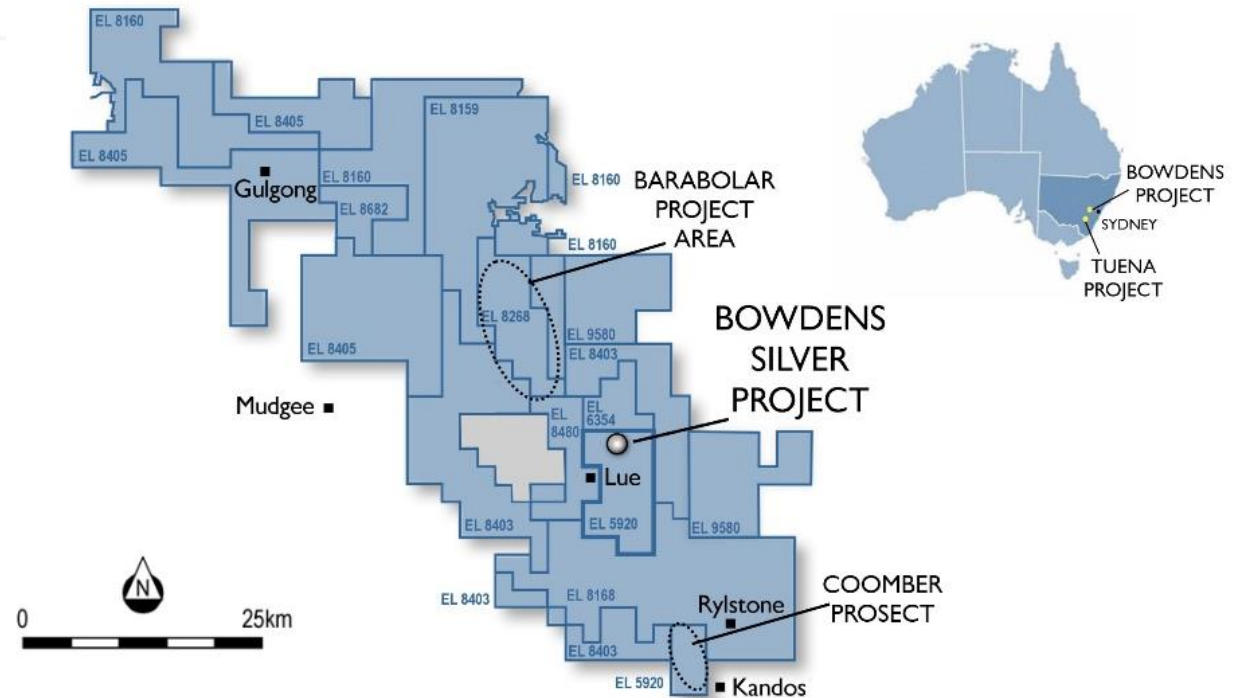 EL 8160
EL 8159
EL 8405
EL 8405
EL 8160
Gulgong
EL 8682
EL 8160
BARABOLAR
PROJECT
AREA
EL 8160
EL 8268
EL 9580
EL 8405
EL 8403
BOWDENS
SILVER
PROJECT
Mudgee
EL
6354
EL
8480
Lue
EL 8403
EL 5920
EL 9580
EL 8403
EL 8168
Rylstone
COOMBER
PROSECT
EL 8403
EL 5920
Kandos
N
0
25km
BOWDENS
PROJECT
SYDNEY
TUENA
PROJECT